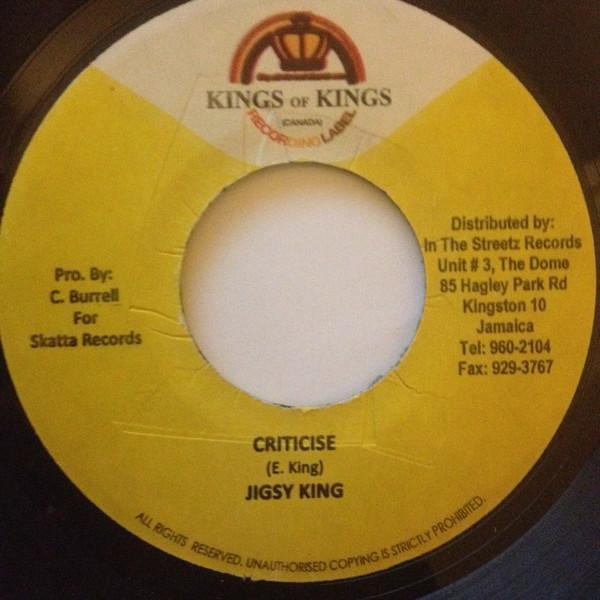 KINGS OF KINGS
(CANADA)
RECORDING LABEL
Pro. By:
C. Burrell
For
Skatta Records
Distributed by:
In The Streetz Records
Unit # 3, The Dome
85 Hagley Park Rd
Kingston 10
Jamaica
Tel: 960-2104
Fax: 929-3767
CRITICISE
(E. King)
JIGSY KING
ALL RIGHTS RESERVED. UNAUTHORISED COPYING IS STRICTLY PROHIBITED.